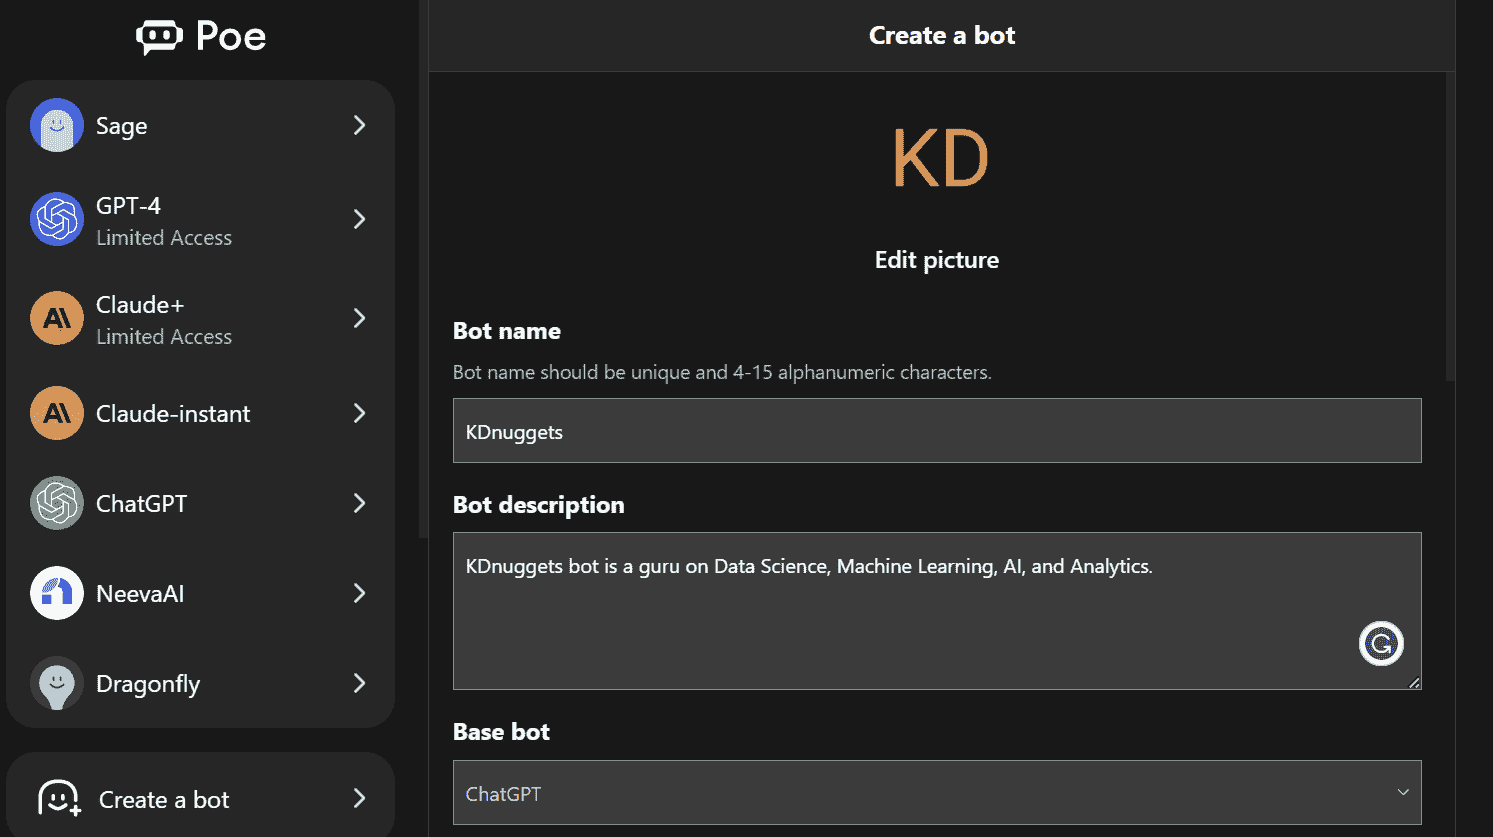 Poe
Sage
GPT-4
Limited Access
Claude+
Limited Access
Claude-instant
ChatGPT
NeevaAI
Dragonfly
Create a bot
Create a bot
KD
Edit picture
Bot name
Bot name should be unique and 4-15 alphanumeric characters.
KDnuggets
Bot description
KDnuggets bot is a guru on Data Science, Machine Learning, AI, and Analytics.
Base bot
ChatGPT